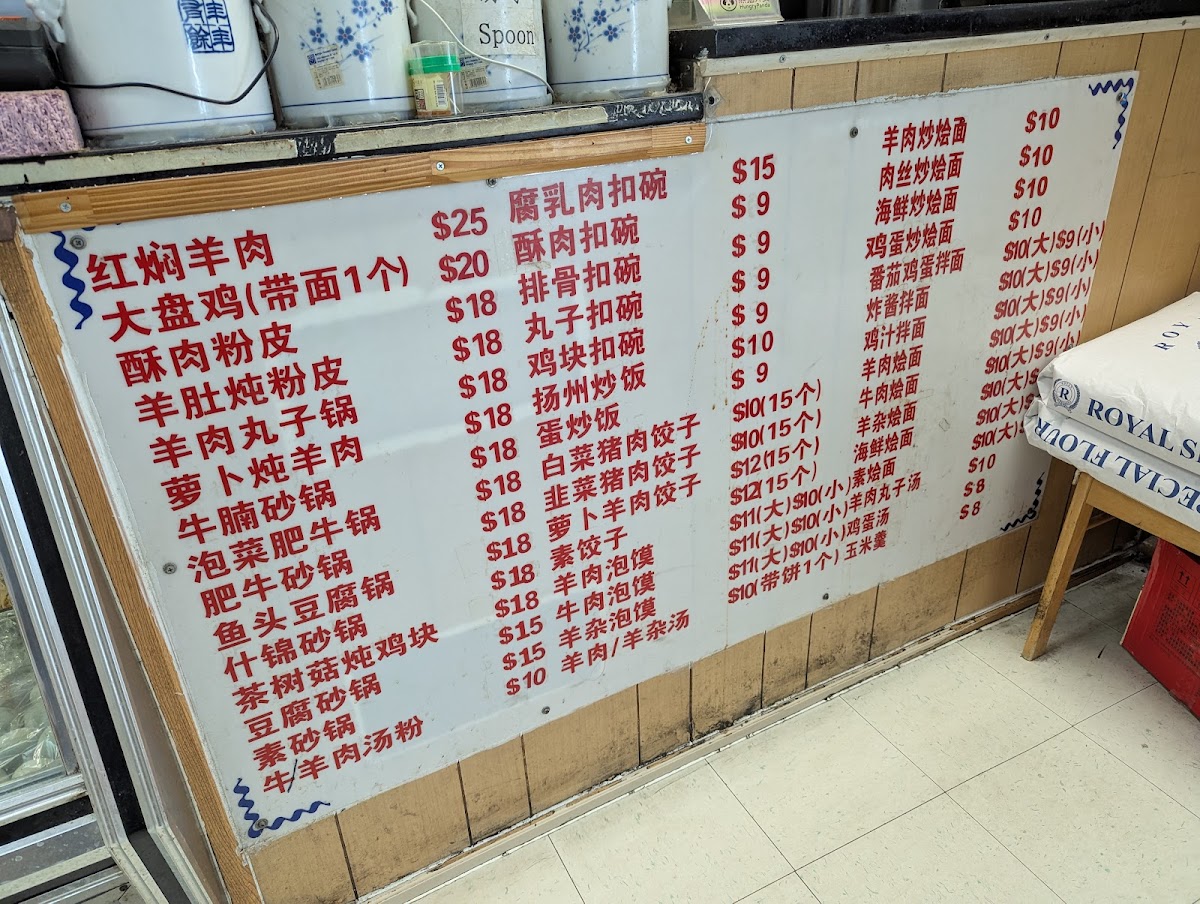 Spoon
HungryPanda
红焖羊肉 $25 腐乳肉扣碗 $15 羊肉炒烩面 $10
大盘鸡(带面1个) $20 酥肉扣碗 $9 肉丝炒烩面 $10
酥肉粉皮 $18 排骨扣碗 $9 海鲜炒烩面 $10
羊肚炖粉皮 $18 丸子扣碗 $9 鸡蛋炒烩面 $10
羊肉丸子锅 $18 鸡块扣碗 $9 番茄鸡蛋拌面 $10(大)$9(小)
萝卜炖羊肉 $18 扬州炒饭 $10 炸酱拌面 $10(大)$9(小)
牛腩砂锅 $18 蛋炒饭 $9 鸡汁拌面 $10(大)$9(小)
泡菜肥牛锅 $18 白菜猪肉饺子 $10(15个) 羊肉烩面 $10(大)$9(小)
肥牛砂锅 $18 韭菜猪肉饺子 $10(15个) 牛肉烩面 $10(大)$9(小)
鱼头豆腐锅 $18 萝卜羊肉饺子 $12(15个) 羊杂烩面 $10(大)
什锦砂锅 $18 素饺子 $12(15个) 海鲜烩面 $10(大)
茶树菇炖鸡块 $18 羊肉泡馍 $11(大)$10(小) 素烩面 $10(大)
豆腐砂锅 $15 牛肉泡馍 $11(大)$10(小) 羊肉丸子汤 $10
素砂锅 $15 羊杂泡馍 $11(大)$10(小) 鸡蛋汤 $8
牛/羊肉汤粉 $10 羊肉/羊杂汤 $10(带饼1个) 玉米羹 $8
ROY
R ROYAL S
ECIAL FLOU